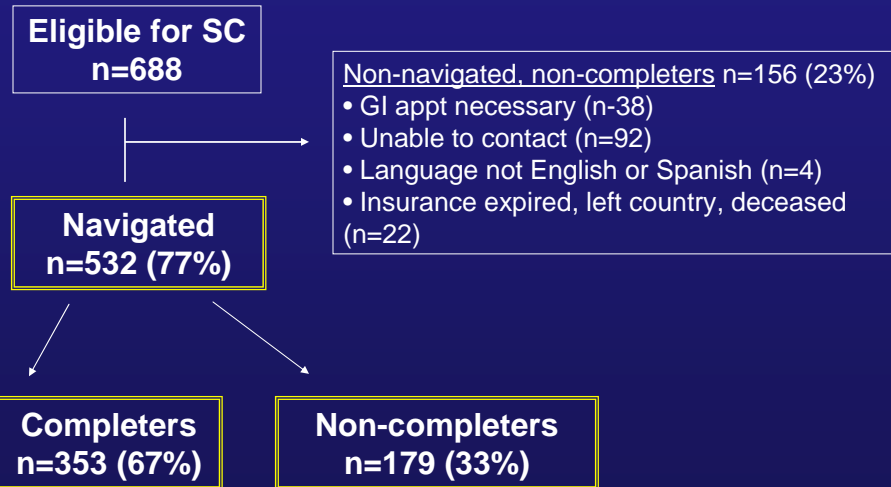 Eligible for SC
n=688
Non-navigated, non-completers n=156 (23%)
• GI appt necessary (n-38)
• Unable to contact (n=92)
• Language not English or Spanish (n=4)
• Insurance expired, left country, deceased
(n=22)
Navigated
n=532 (77%)
Completers
n=353 (67%)
Non-completers
n=179 (33%)